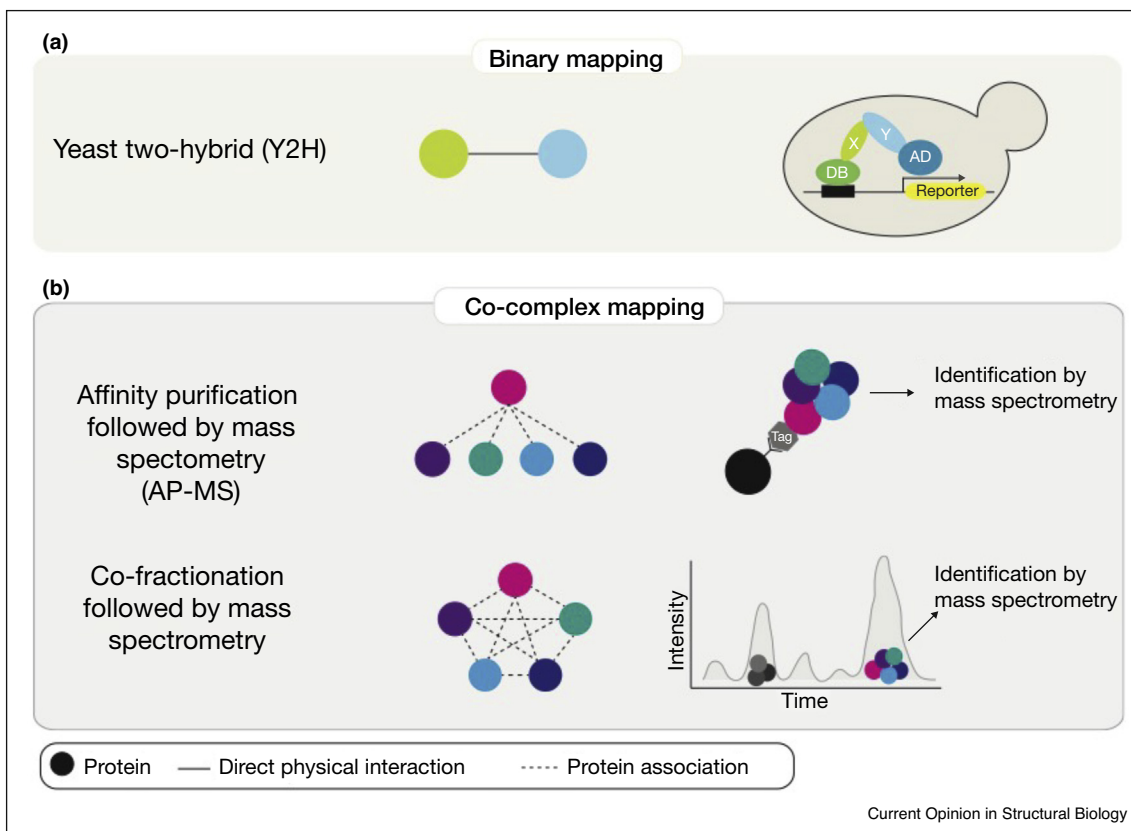 (a)
Binary mapping
Yeast two-hybrid (Y2H)
X
Y
DB
AD
Reporter
(b)
Co-complex mapping
Affinity purification
followed by mass
spectometry
(AP-MS)
Tag
Identification by
mass spectrometry
Co-fractionation
followed by mass
spectrometry
Intensity
Time
Identification by
mass spectrometry
Protein
Direct physical interaction
Protein association
Current Opinion in Structural Biology